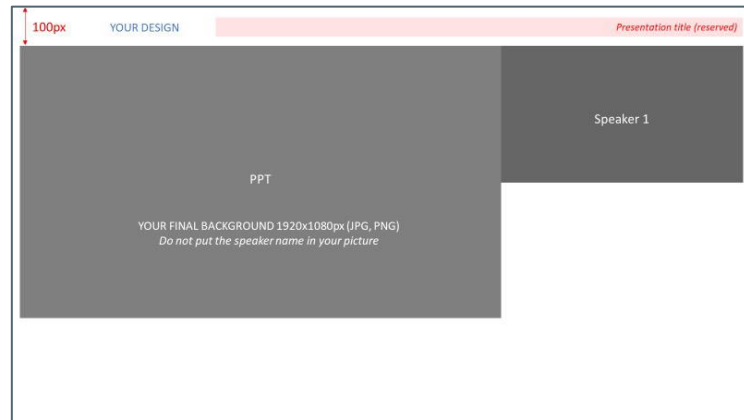 100px
YOUR DESIGN
Presentation title (reserved)
Speaker 1
PPT
YOUR FINAL BACKGROUND 1920x1080px (JPG, PNG)
Do not put the speaker name in your picture